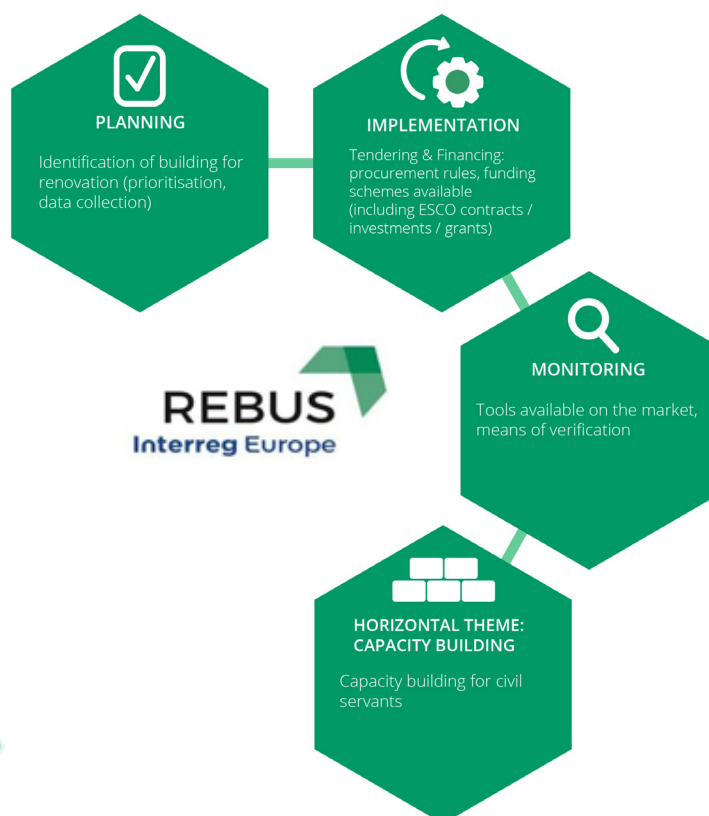 PLANNING
Identification of building for
renovation (prioritisation,
data collection)
IMPLEMENTATION
Tendering & Financing:
procurement rules, funding
schemes available
(including ESCO contracts /
investments / grants)
MONITORING
Tools available on the market,
means of verification
REBUS
Interreg Europe
HORIZONTAL THEME:
CAPACITY BUILDING
Capacity building for civil
servants